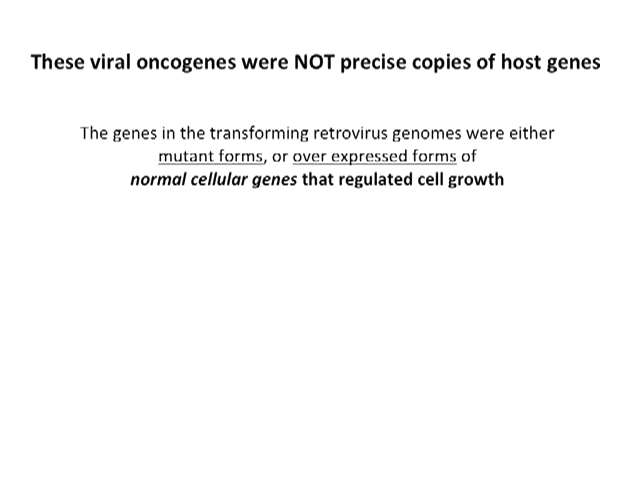 These viral oncogenes were NOT precise copies of host genes
The genes in the transforming retrovirus genomes were either
mutant forms, or over expressed forms of
normal cellular genes that regulated cell growth